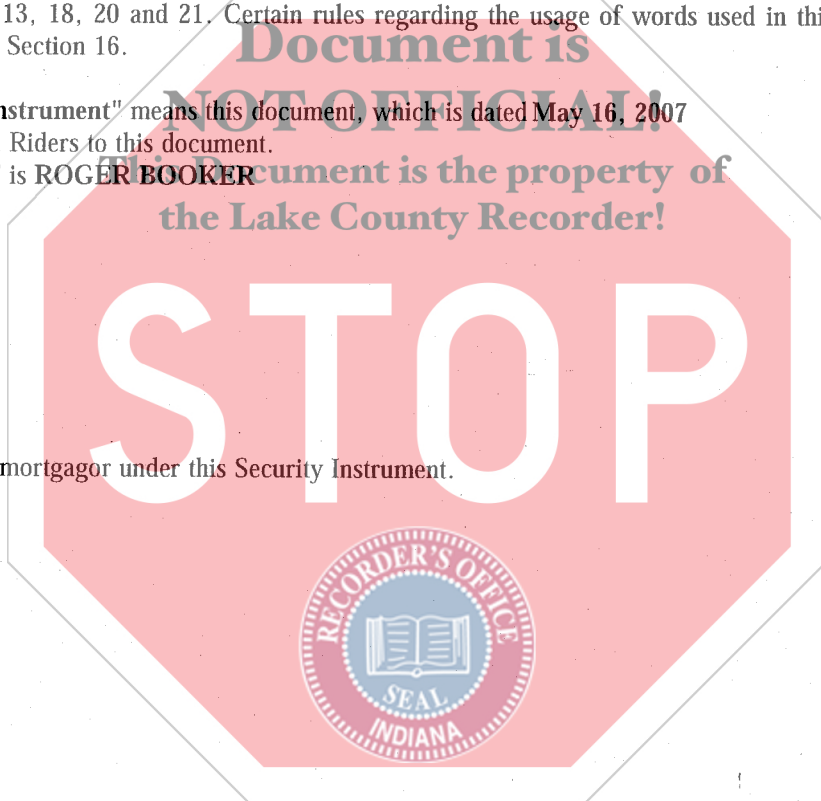 13, 18, 20 and 21. Certain rules regarding the usage of words used in thi
Section 16.
Document is
nstrument" means this document, which is dated May 16, 2007
NOT OFFICIAL!
Riders to this document.
is ROGER BOOKER
This Document is the property of
the Lake County Recorder!
STOP
mortgagor under this Security Instrument.
RECORDER'S OFFICE
SEAL
INDIANA